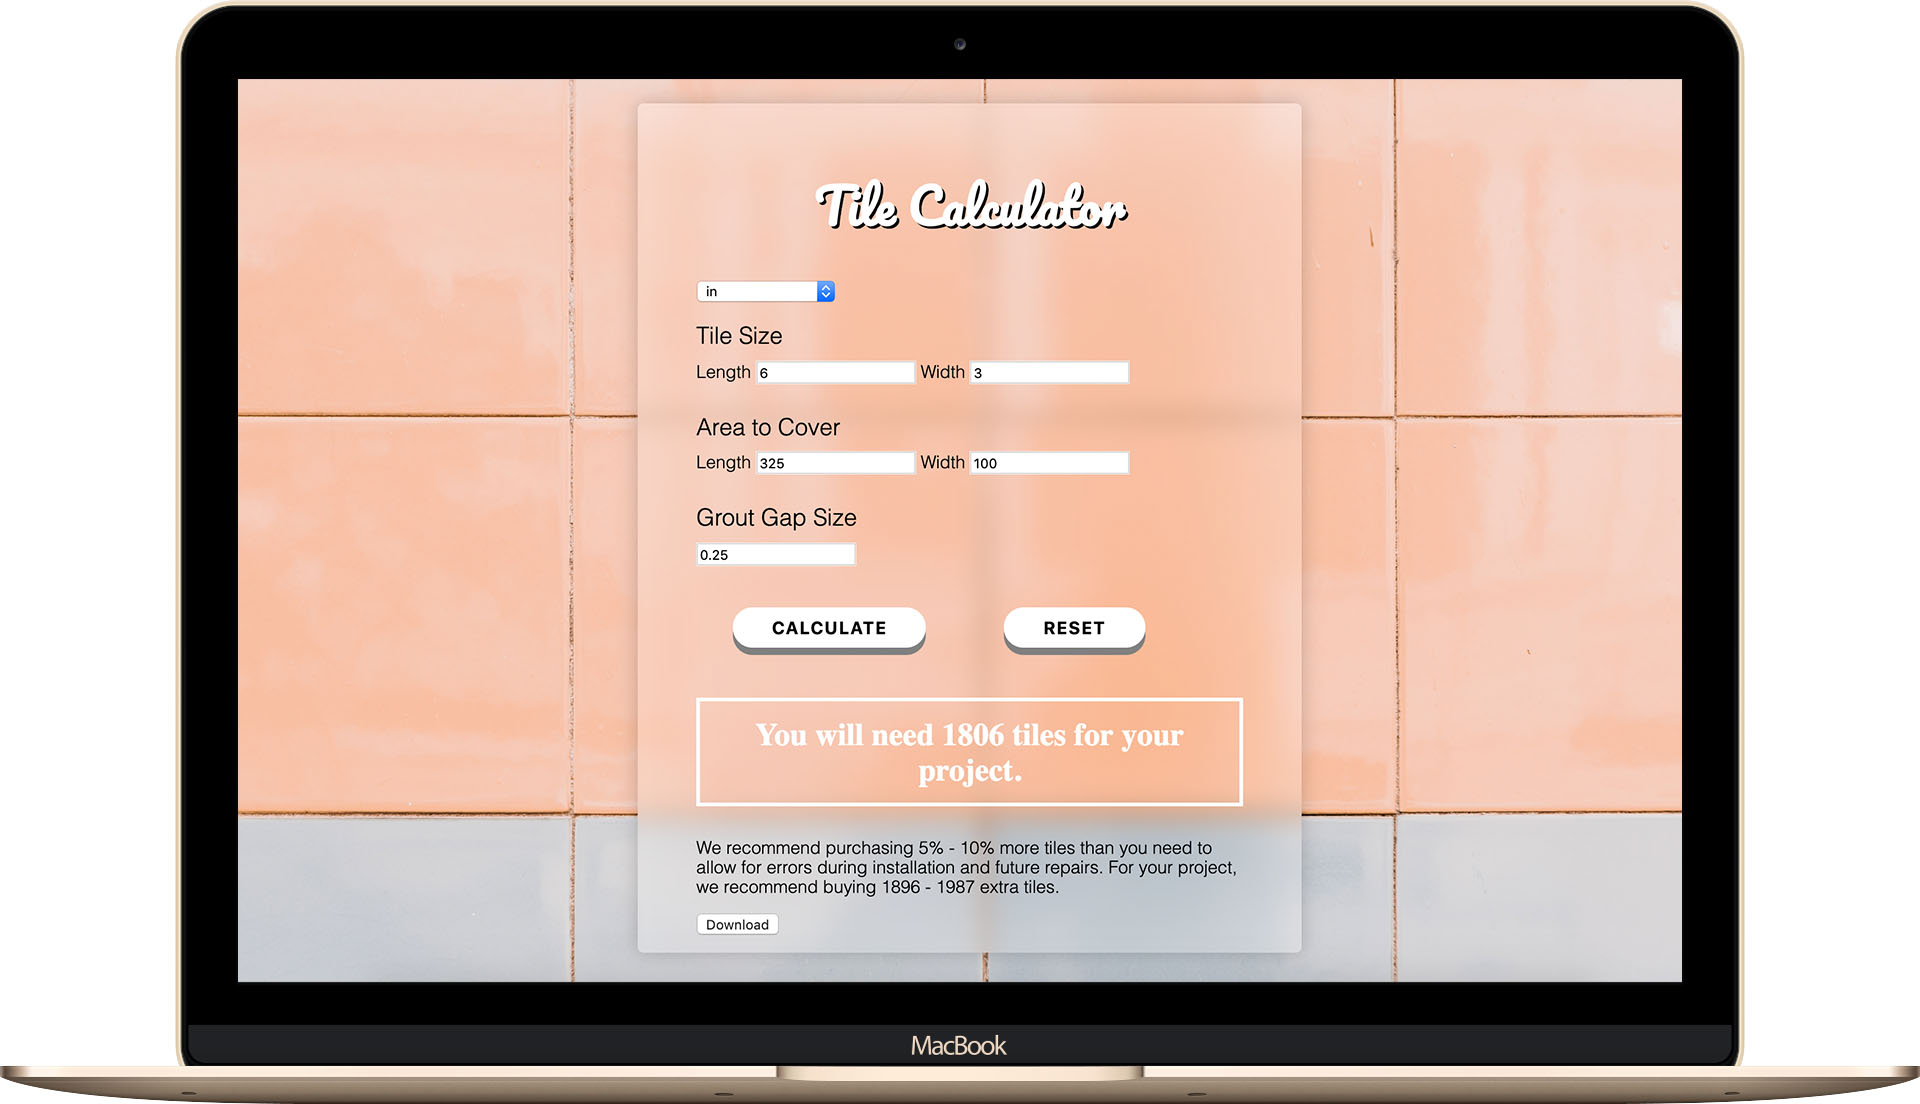 Tile Calculator
in
Tile Size
Length 6 Width 3
Area to Cover
Length 325 Width 100
Grout Gap Size
0.25
CALCULATE RESET
You will need 1806 tiles for your
project.
We recommend purchasing 5% - 10% more tiles than you need to
allow for errors during installation and future repairs. For your project,
we recommend buying 1896 - 1987 extra tiles.
Download
MacBook